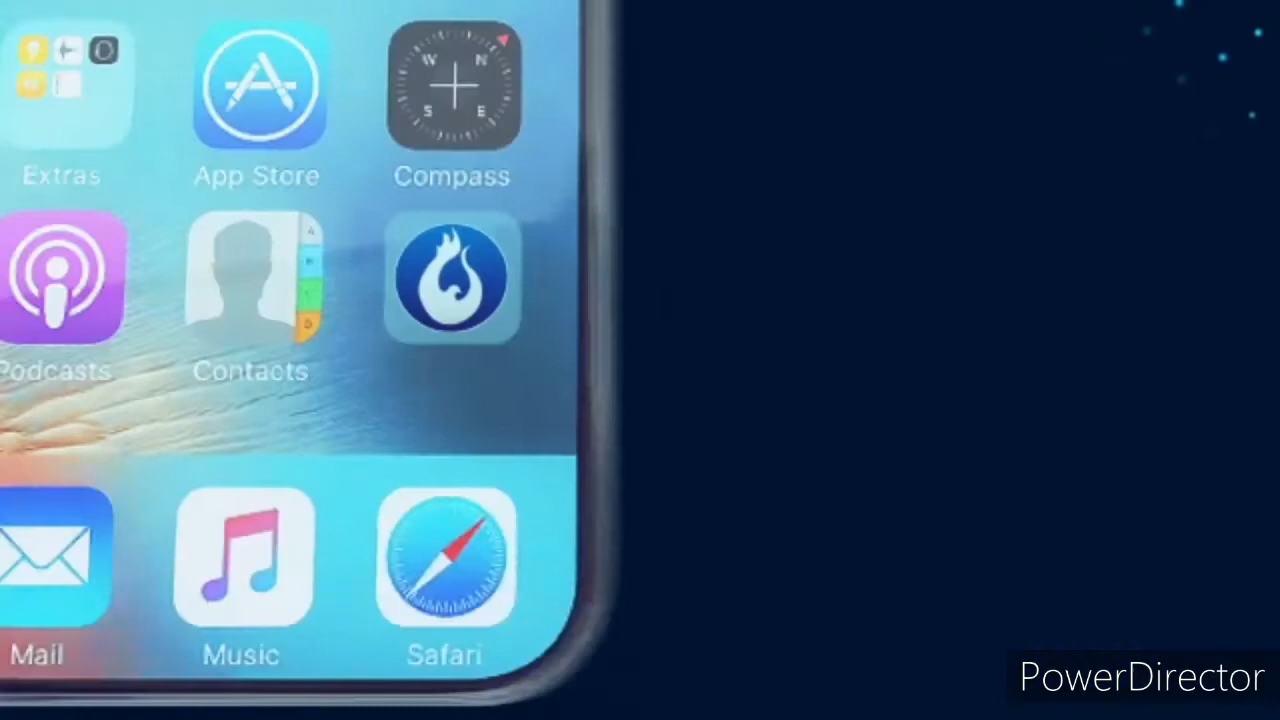 Extras App Store Compass
W N
S E
Podcasts Contacts
Mail Music Safari
PowerDirector